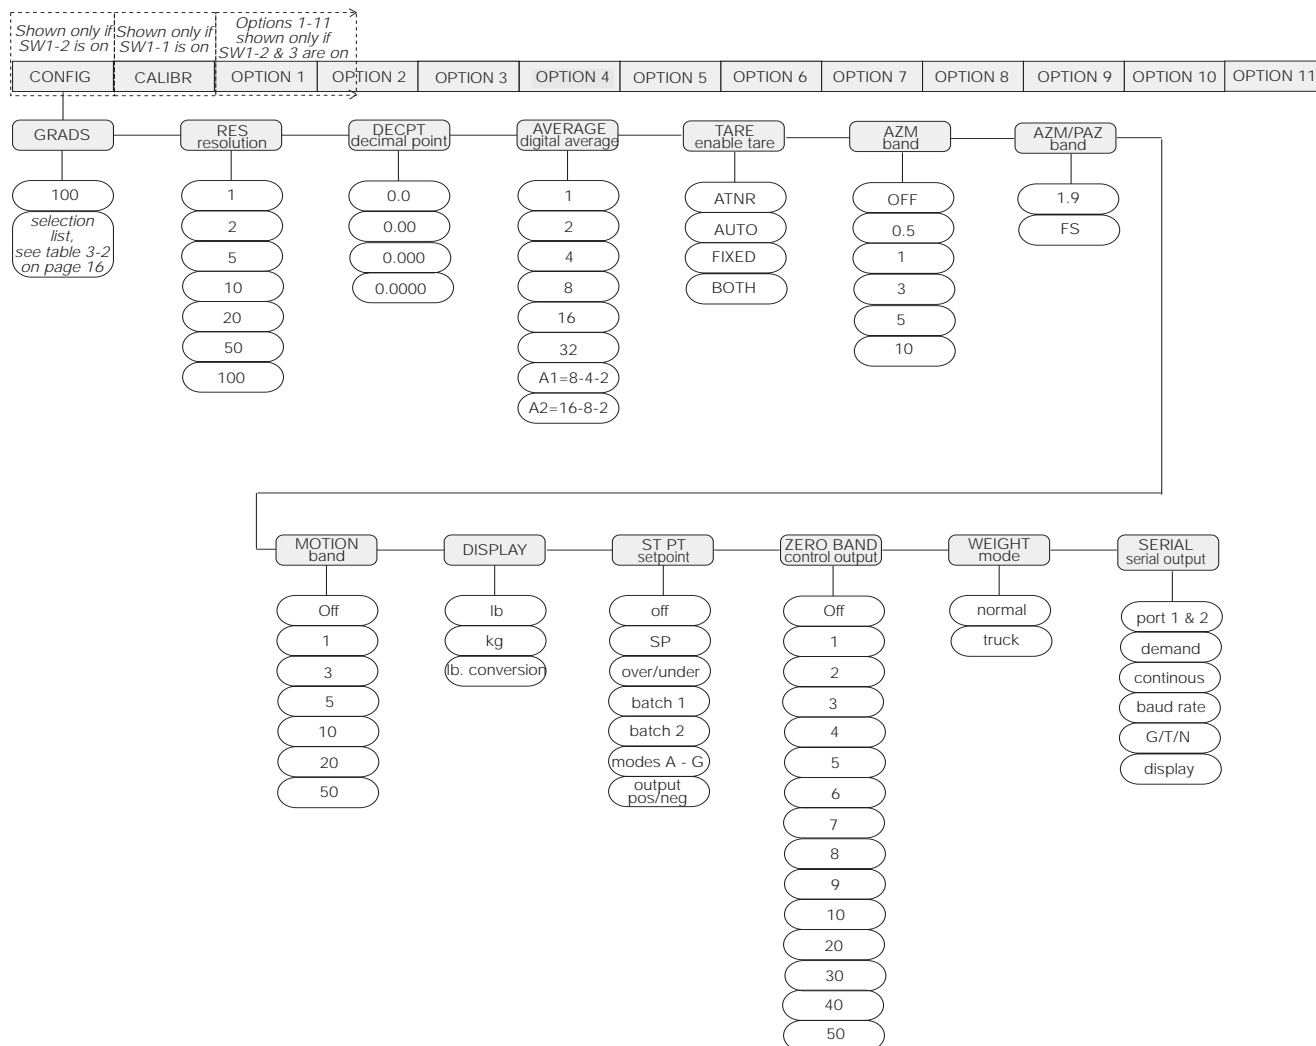 Shown only if
SW1-2 is on
Shown only if
SW1-1 is on
Options 1-11
shown only if
SW1-2 & 3 are on
CONFIG
CALIBR
OPTION 1
OPTION 2
OPTION 3
OPTION 4
OPTION 5
OPTION 6
OPTION 7
OPTION 8
OPTION 9
OPTION 10
OPTION 11
GRADS
100
selection
list,
see table 3-2
on page 16
RES
resolution
1
2
5
10
20
50
100
DECPT
decimal point
0.0
0.00
0.000
0.0000
AVERAGE
digital average
1
2
4
8
16
32
A1=8-4-2
A2=16-8-2
TARE
enable tare
ATNR
AUTO
FIXED
BOTH
AZM
band
OFF
0.5
1
3
5
10
AZM/PAZ
band
1.9
FS
MOTION
band
Off
1
3
5
10
20
50
DISPLAY
lb
kg
lb. conversion
ST PT
setpoint
off
SP
over/under
batch 1
batch 2
modes A - G
output
pos/neg
ZERO BAND
control output
Off
1
2
3
4
5
6
7
8
9
10
20
30
40
50
WEIGHT
mode
normal
truck
SERIAL
serial output
port 1 & 2
demand
continous
baud rate
G/T/N
display